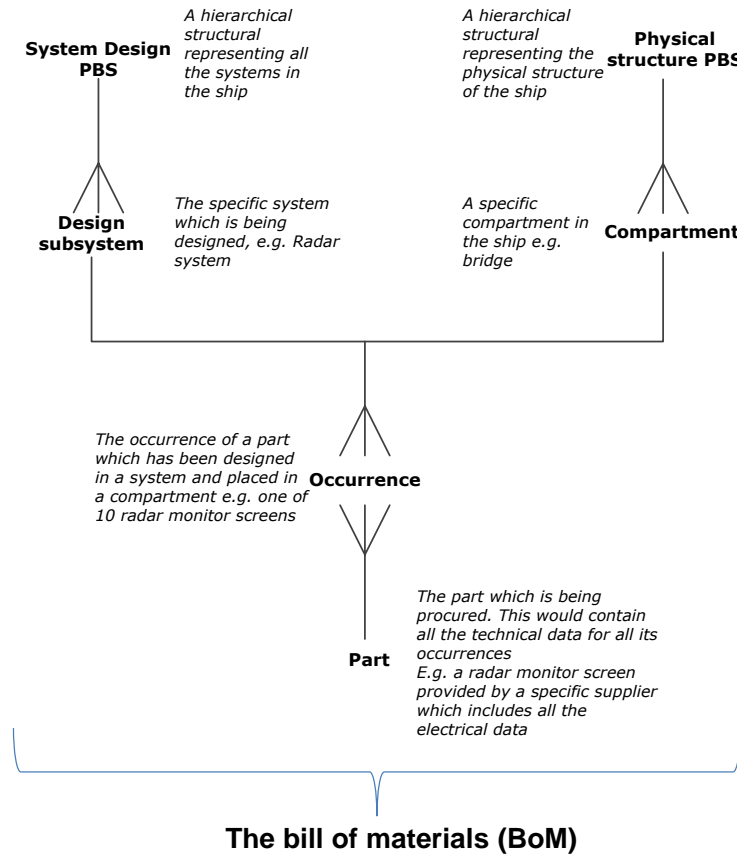 System Design
PBS
A hierarchical
structural
representing all
the systems in
the ship
A hierarchical
structural
representing the
physical structure
of the ship
Physical
structure PBS
Design
subsystem
The specific system
which is being
designed, e.g. Radar
system
A specific
compartment in
the ship e.g.
bridge
Compartment
The occurrence of a part
which has been designed
in a system and placed in
a compartment e.g. one of
10 radar monitor screens
Occurrence
Part
The part which is being
procured. This would contain
all the technical data for all its
occurrences
E.g. a radar monitor screen
provided by a specific supplier
which includes all the
electrical data
The bill of materials (BoM)